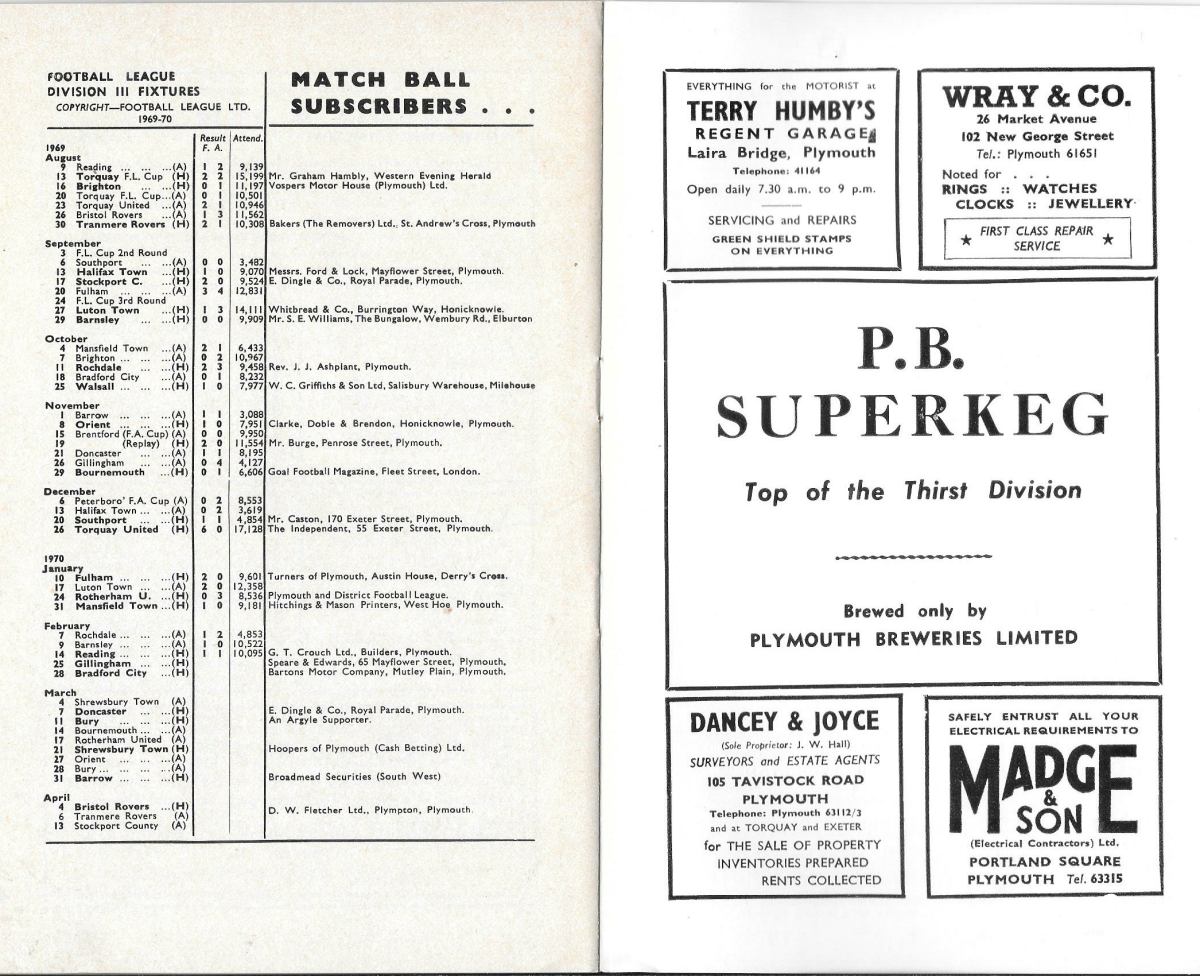 FOOTBALL LEAGUE
DIVISION III FIXTURES
COPYRIGHT—FOOTBALL LEAGUE LTD.
1969-70
MATCH BALL
SUBSCRIBERS . . .
Result Attend.
F. A.
1969
August
9 Reading ... ... ...(A) 1 2 9,139
13 Torquay F.L. Cup (H) 2 2 15,199 Mr. Graham Hambly, Western Evening Herald
16 Brighton ... ...(H) 0 1 11,197 Vospers Motor House (Plymouth) Ltd.
20 Torquay F.L. Cup...(A) 0 1 10,501
23 Torquay United ...(A) 2 1 10,946
26 Bristol Rovers ...(A) 1 3 11,562
30 Tranmere Rovers (H) 2 1 10,308 Bakers (The Removers) Ltd., St. Andrew's Cross, Plymouth
September
3 F.L. Cup 2nd Round
6 Southport ... ...(A) 0 0 3,482
13 Halifax Town ...(H) 1 0 9,070 Messrs. Ford & Lock, Mayflower Street, Plymouth.
17 Stockport C. ...(H) 2 0 9,524 E. Dingle & Co., Royal Parade, Plymouth.
20 Fulham ... ... ...(A) 3 4 12,831
24 F.L. Cup 3rd Round
27 Luton Town ...(H) 1 3 14,111 Whitbread & Co., Burrington Way, Honicknowle.
29 Barnsley ... ...(H) 0 0 9,909 Mr. S. E. Williams, The Bungalow, Wembury Rd., Elburton
October
4 Mansfield Town ...(A) 2 1 6,433
7 Brighton ... ... ...(A) 0 2 10,967
11 Rochdale ... ...(H) 2 3 9,458 Rev. J. J. Ashplant, Plymouth.
18 Bradford City ...(A) 0 1 8,232
25 Walsall ... ... ...(H) 1 0 7,977 W. C. Griffiths & Son Ltd, Salisbury Warehouse, Milehouse
November
1 Barrow ... ... ...(A) 1 1 3,088
8 Orient ... ... ...(H) 1 0 7,951 Clarke, Doble & Brendon, Honicknowle, Plymouth.
15 Brentford (F.A. Cup) (A) 0 0 9,950
19 (Replay) (H) 2 0 11,554 Mr. Burge, Penrose Street, Plymouth.
21 Doncaster ... ...(A) 1 1 8,195
26 Gillingham ... ...(A) 0 4 4,127
29 Bournemouth ...(H) 0 1 6,606 Goal Football Magazine, Fleet Street, London.
December
6 Peterboro' F.A. Cup (A) 0 2 8,553
13 Halifax Town ...(A) 0 2 3,619
20 Southport ... ...(H) 1 1 4,854 Mr. Caston, 170 Exeter Street, Plymouth.
26 Torquay United (H) 6 0 17,128 The Independent, 55 Exeter Street, Plymouth.
1970
January
10 Fulham ... ... ...(H) 2 0 9,601 Turners of Plymouth, Austin House, Derry's Cross.
17 Luton Town ... ...(A) 2 0 12,358
24 Rotherham U. ...(H) 0 3 8,536 Plymouth and District Football League.
31 Mansfield Town ...(H) 1 0 9,181 Hitchings & Mason Printers, West Hoe Plymouth.
February
7 Rochdale ... ...(A) 1 2 4,853
9 Barnsley ... ...(A) 1 0 10,522
14 Reading ... ...(H) 1 1 10,095 G. T. Crouch Ltd., Builders, Plymouth.
25 Gillingham ...(H) Speare & Edwards, 65 Mayflower Street, Plymouth.
28 Bradford City ...(H) Bartons Motor Company, Mutley Plain, Plymouth.
March
4 Shrewsbury Town (A)
7 Doncaster ...(H) E. Dingle & Co., Royal Parade, Plymouth.
11 Bury ... ...(H) An Argyle Supporter.
14 Bournemouth ...(A)
17 Rotherham United (A)
21 Shrewsbury Town (H) Hoopers of Plymouth (Cash Betting) Ltd.
27 Orient ... ...(A)
28 Bury ... ... ...(A)
31 Barrow ... ...(H) Broadmead Securities (South West)
April
4 Bristol Rovers ...(H) D. W. Fletcher Ltd., Plympton, Plymouth.
6 Tranmere Rovers (A)
13 Stockport County (A)
EVERYTHING for the MOTORIST at
TERRY HUMBY'S
REGENT GARAGE
Laira Bridge, Plymouth
Telephone: 41164
Open daily 7.30 a.m. to 9 p.m.
SERVICING and REPAIRS
GREEN SHIELD STAMPS
ON EVERYTHING
WRAY & CO.
26 Market Avenue
102 New George Street
Tel.: Plymouth 61651
Noted for . . .
RINGS :: WATCHES
CLOCKS :: JEWELLERY
★ FIRST CLASS REPAIR ★
SERVICE
P.B.
SUPERKEG
Top of the Thirst Division
Brewed only by
PLYMOUTH BREWERIES LIMITED
DANCEY & JOYCE
(Sole Proprietor: J. W. Hall)
SURVEYORS and ESTATE AGENTS
105 TAVISTOCK ROAD
PLYMOUTH
Telephone: Plymouth 63112/3
and at TORQUAY and EXETER
for THE SALE OF PROPERTY
INVENTORIES PREPARED
RENTS COLLECTED
SAFELY ENTRUST ALL YOUR
ELECTRICAL REQUIREMENTS TO
MADGE
&
SON
(Electrical Contractors) Ltd.
PORTLAND SQUARE
PLYMOUTH Tel. 63315